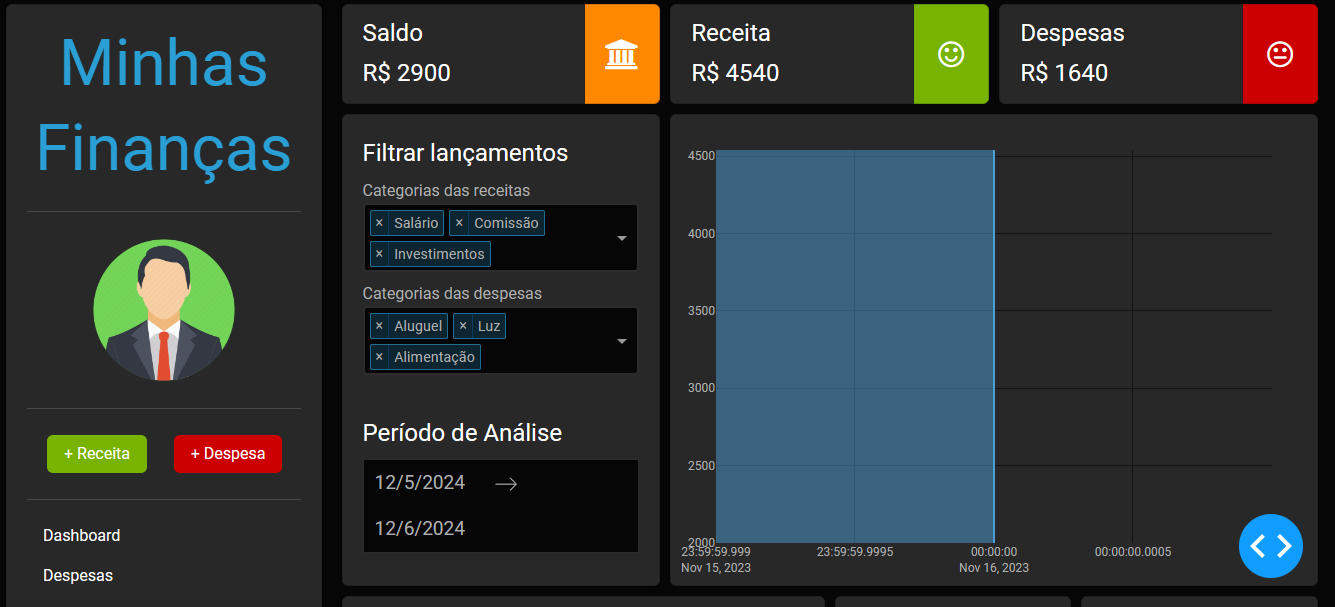 Minhas
Finanças
+ Receita
+ Despesa
Dashboard
Despesas
Saldo
R$ 2900
Receita
R$ 4540
Despesas
R$ 1640
Filtrar lançamentos
Categorias das receitas
× Salário × Comissão
× Investimentos
Categorias das despesas
× Aluguel × Luz
× Alimentação
Período de Análise
12/5/2024
12/6/2024
4500
4000
3500
3000
2500
2000
23:59:59.999
Nov 15, 2023
23:59:59.9995
00:00:00
Nov 16, 2023
00:00:00.0005